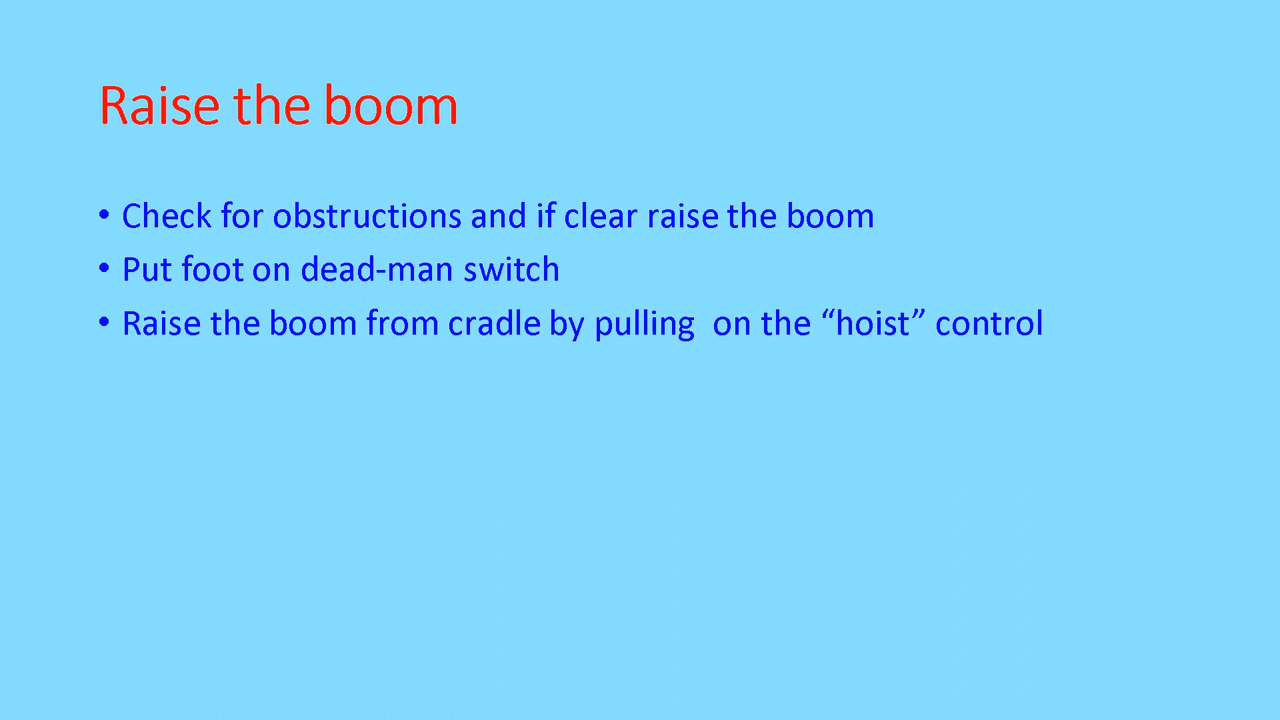 Raise the boom
• Check for obstructions and if clear raise the boom
• Put foot on dead-man switch
• Raise the boom from cradle by pulling  on the “hoist” control